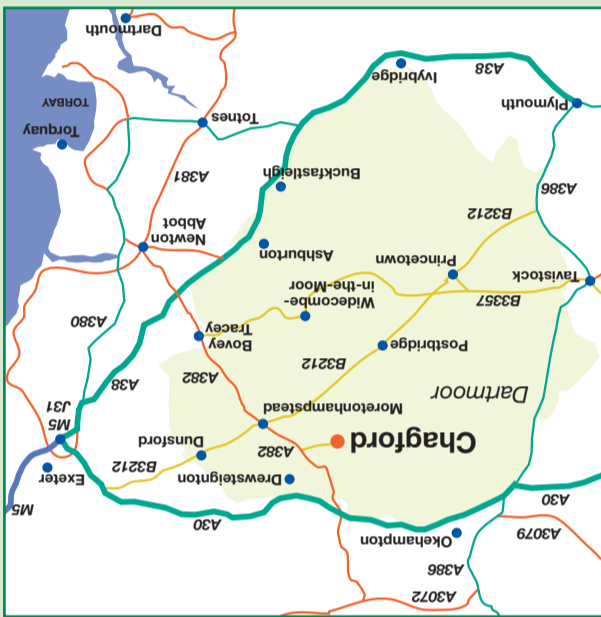 A3072
A386
Okehampton
A3079
A30
M5
A30
Exeter
Drewsteignton
B3212
A382
Chagford
Dunsford
M5
J31
Moretonhampstead
Dartmoor
A38
A382
B3212
Postbridge
Bovey
Tracey
A380
B3357
Widecombe-
in-the-Moor
Tavistock
Princetown
Ashburton
Newton
Abbot
B3212
A386
A381
Buckfastleigh
Torquay
Totnes
Plymouth
TORBAY
Ivybridge
A38
Dartmouth